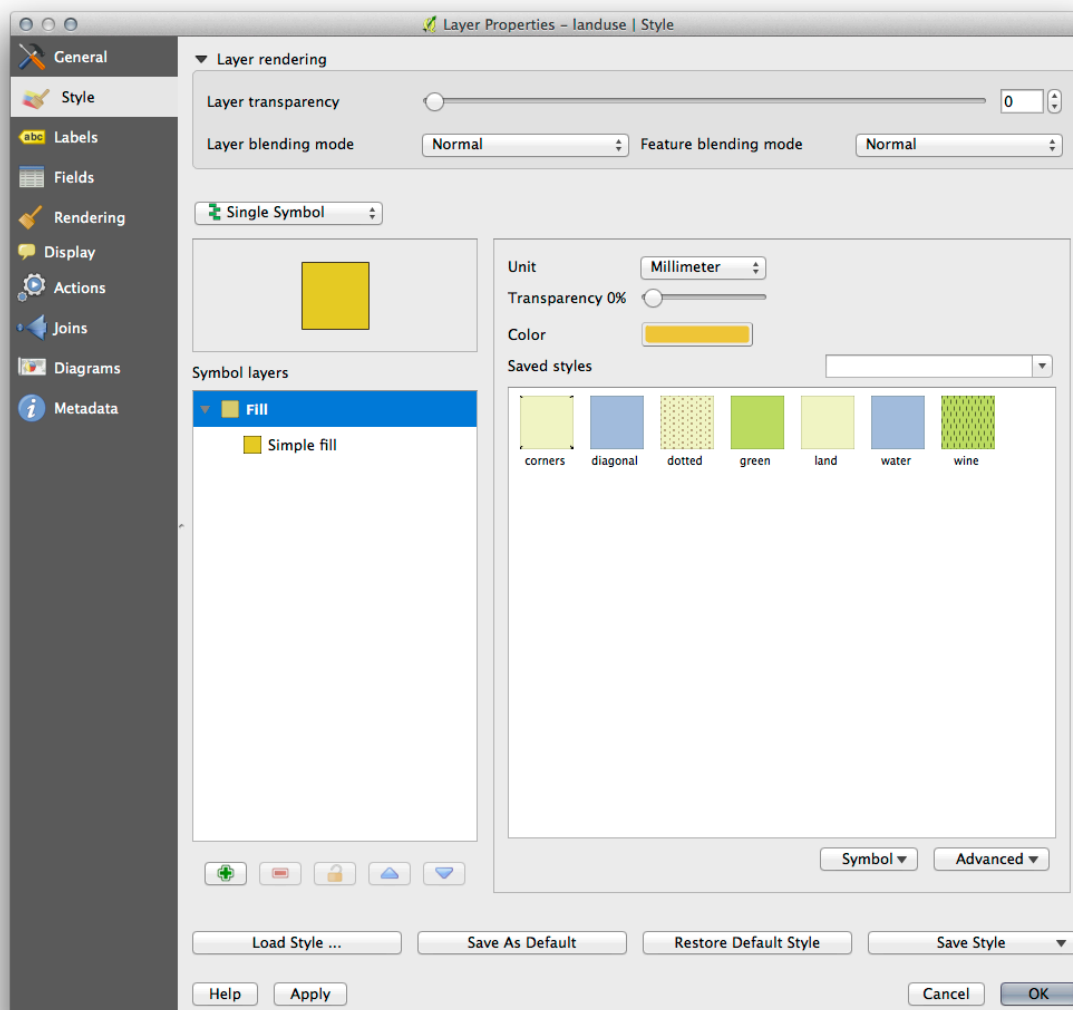 Layer Properties – landuse | Style
General
Style
abc Labels
Fields
Rendering
Display
Actions
Joins
Diagrams
i Metadata
Layer rendering
Layer transparency 0
Layer blending mode Normal Feature blending mode Normal
Single Symbol
Unit Millimeter
Transparency 0%
Color
Saved styles
Symbol layers
Fill
Simple fill
corners diagonal dotted green land water wine
Symbol Advanced
Load Style ... Save As Default Restore Default Style Save Style
Help Apply Cancel OK